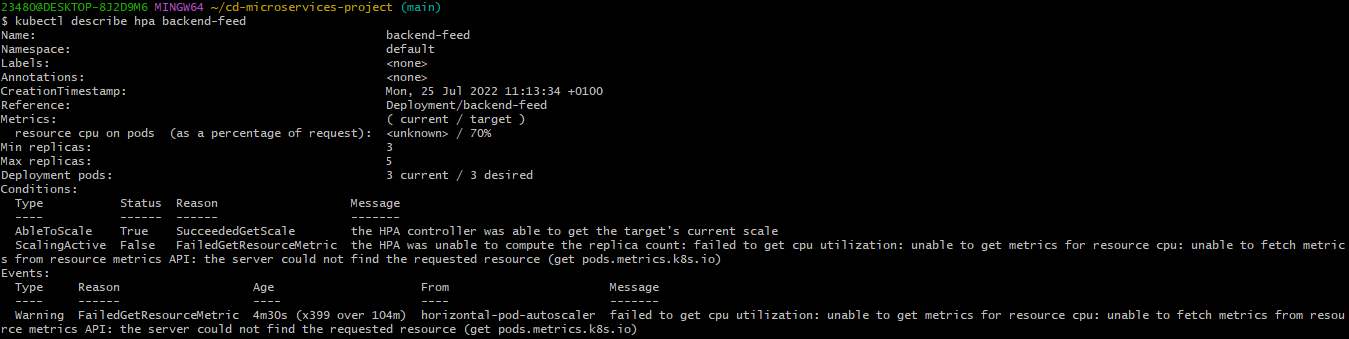 23480@DESKTOP-8J2D9M6 MINGW64 ~/cd-microservices-project (main)
$ kubectl describe hpa backend-feed
Name: backend-feed
Namespace: default
Labels: <none>
Annotations: <none>
CreationTimestamp: Mon, 25 Jul 2022 11:13:34 +0100
Reference: Deployment/backend-feed
Metrics: ( current / target )
resource cpu on pods (as a percentage of request): <unknown> / 70%
Min replicas: 3
Max replicas: 5
Deployment pods: 3 current / 3 desired
Conditions:
Type Status Reason Message
---- ------ ------ -------
AbleToScale True SucceededGetScale the HPA controller was able to get the target's current scale
ScalingActive False FailedGetResourceMetric the HPA was unable to compute the replica count: failed to get cpu utilization: unable to get metrics for resource cpu: unable to fetch metric
s from resource metrics API: the server could not find the requested resource (get pods.metrics.k8s.io)
Events:
Type Reason Age From Message
---- ------ ---- ---- -------
Warning FailedGetResourceMetric 4m30s (x399 over 104m) horizontal-pod-autoscaler failed to get cpu utilization: unable to get metrics for resource cpu: unable to fetch metrics from resou
rce metrics API: the server could not find the requested resource (get pods.metrics.k8s.io)